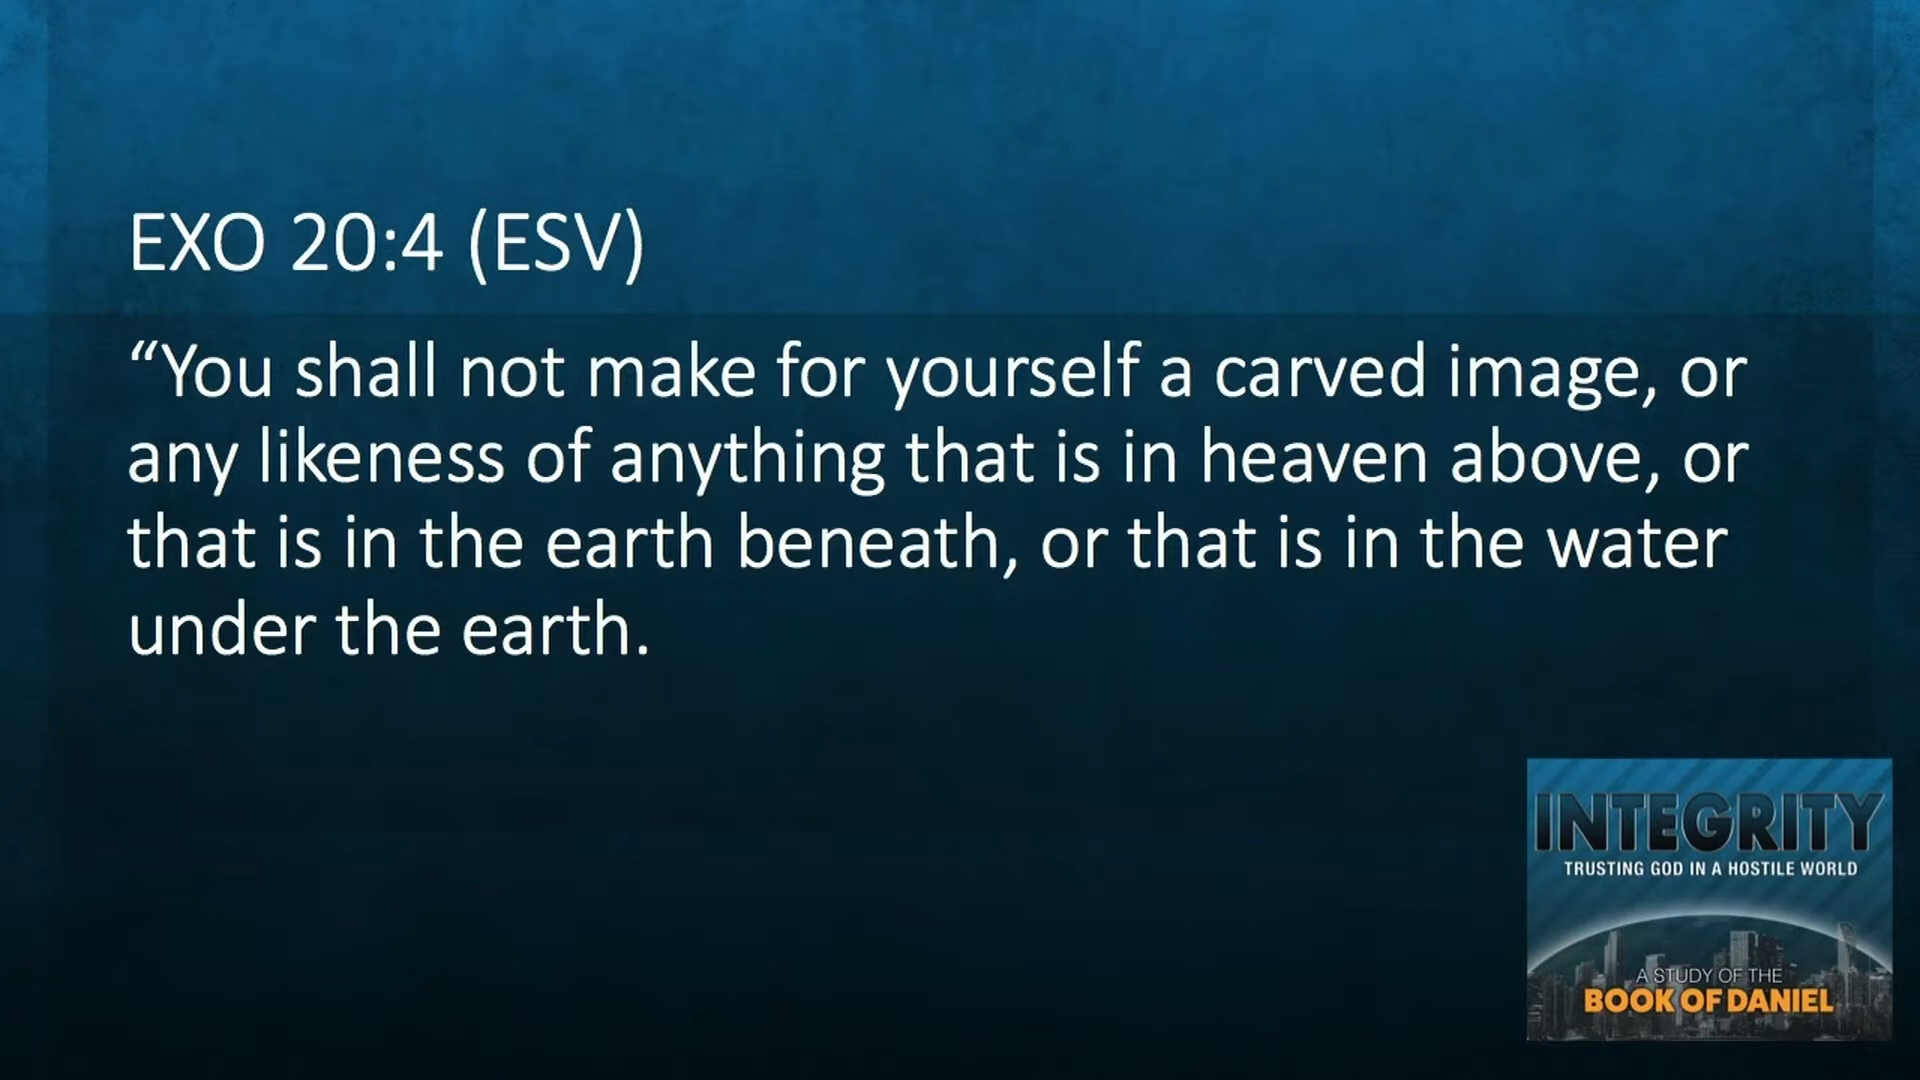 EXO 20:4 (ESV)
“You shall not make for yourself a carved image, or
any likeness of anything that is in heaven above, or
that is in the earth beneath, or that is in the water
under the earth.
INTEGRITY
TRUSTING GOD IN A HOSTILE WORLD
A STUDY OF THE
BOOK OF DANIEL